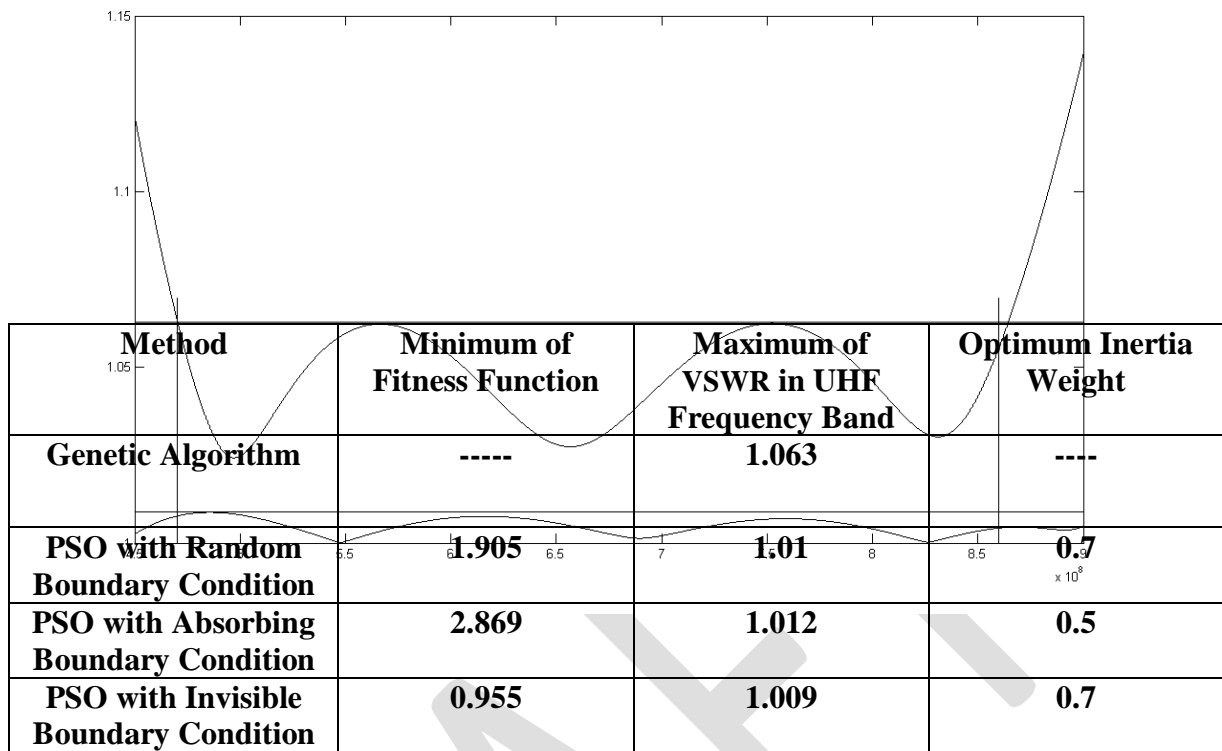 1.15
1.1
1.05
Method
Minimum of
Fitness Function
Maximum of
VSWR in UHF
Frequency Band
Optimum Inertia
Weight
Genetic Algorithm
-----
1.063
----
PSO with Random
Boundary Condition
1.905
1.01
0.7
5.5
6.5
7
8
8.5
9
x 10⁸
PSO with Absorbing
Boundary Condition
2.869
1.012
0.5
PSO with Invisible
Boundary Condition
0.955
1.009
0.7